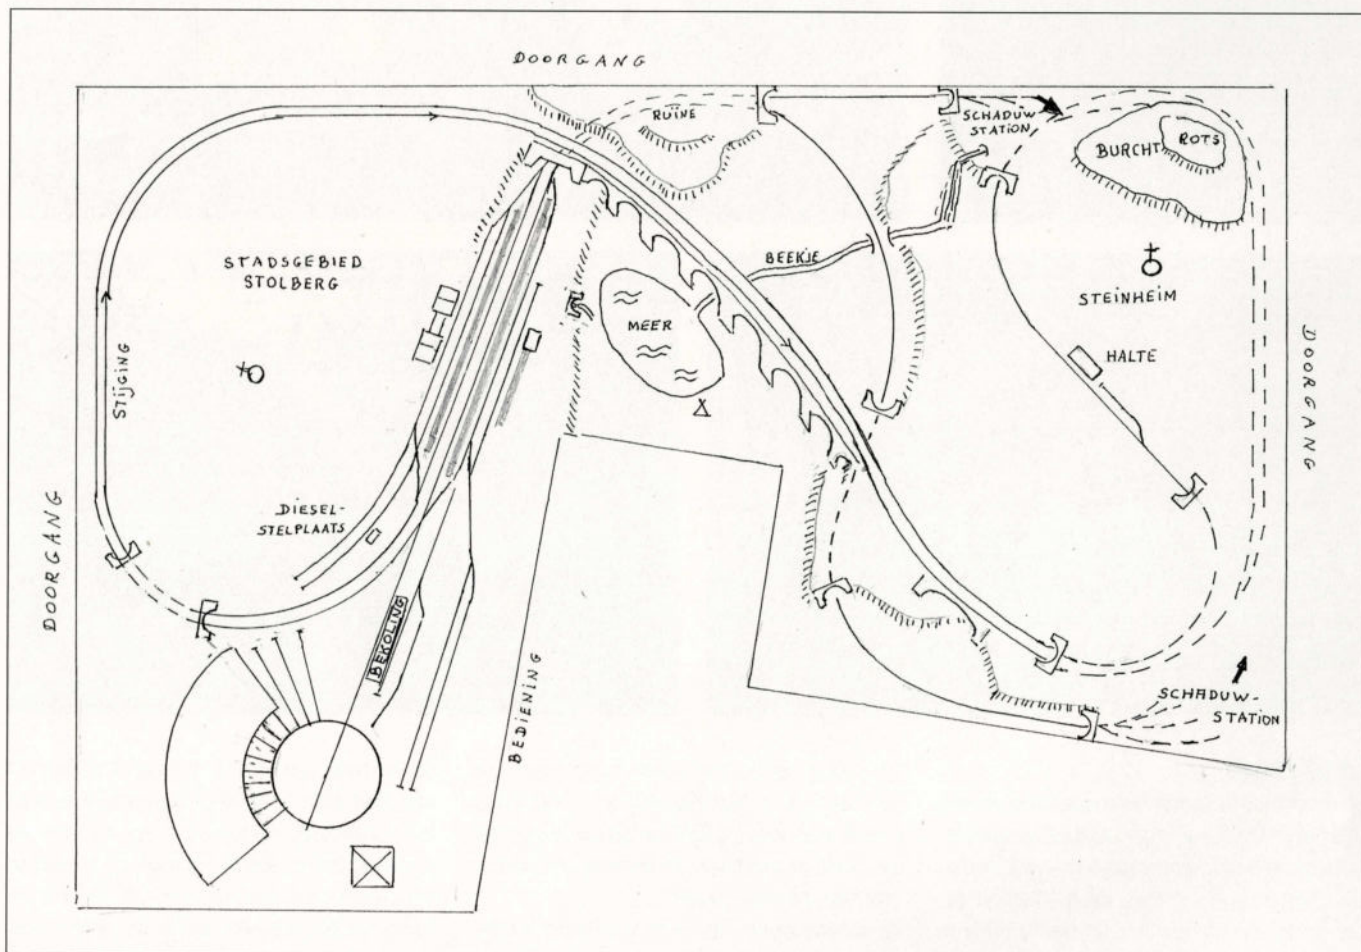 DOORGANG
RUÏNE
SCHADUW
STATION
BURCHT
ROTS
STADSGEBIED
STOLBERG
BEEKJE
STEINHEIM
MEER
HALTE
STIJGING
DOORGANG
DIESEL-
STELPLAATS
DOORGANG
BEKOLING
BEDIENING
SCHADUW-
STATION